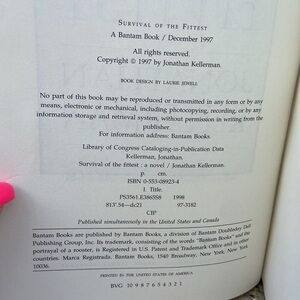 SURVIVAL OF THE FITTEST
A Bantam Book / December 1997
All rights reserved.
Copyright © 1997 by Jonathan Kellerman.
BOOK DESIGN BY LAURIE JEWELL
No part of this book may be reproduced or transmitted in any form or by any
means, electronic or mechanical, including photocopying, recording, or by any
information storage and retrieval system, without permission in writing from the
publisher.
For information address: Bantam Books.
Library of Congress Cataloging-in-Publication Data
Kellerman, Jonathan.
Survival of the fittest : a novel / Jonathan Kellerman.
p. cm.
ISBN 0-553-08923-4
I. Title.
PS3561.E3865S8 1998
813'.54—dc21 97-3182
CIP
Published simultaneously in the United States and Canada
Bantam Books are published by Bantam Books, a division of Bantam Doubleday Dell
Publishing Group, Inc. Its trademark, consisting of the words "Bantam Books" and the
portrayal of a rooster, is Registered in U.S. Patent and Trademark Office and in other
countries. Marca Registrada. Bantam Books, 1540 Broadway, New York, New York
10036.
PRINTED IN THE UNITED STATES OF AMERICA
BVG 10 9 8 7 6 5 4 3 2 1